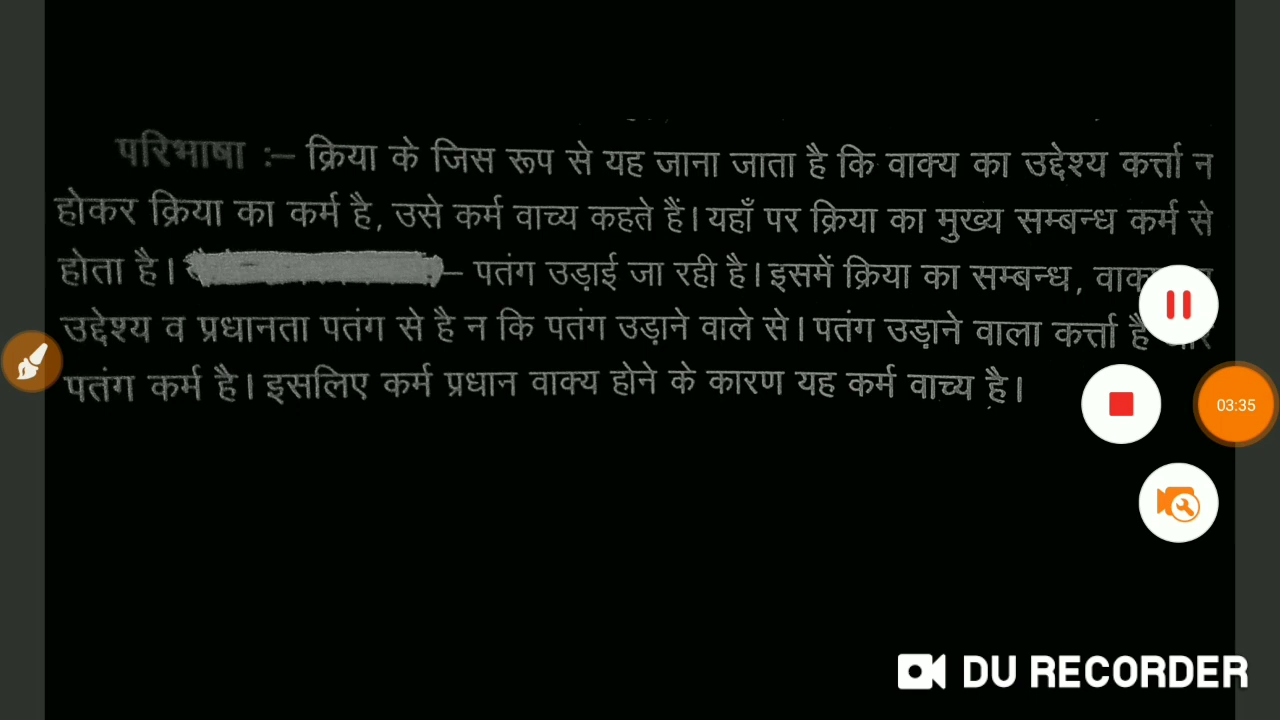 परिभाषा :– क्रिया के जिस रूप से यह जाना जाता है कि वाक्य का उद्देश्य कर्त्ता न
होकर क्रिया का कर्म है, उसे कर्म वाच्य कहते हैं। यहाँ पर क्रिया का मुख्य सम्बन्ध कर्म से
होता है। – पतंग उड़ाई जा रही है। इसमें क्रिया का सम्बन्ध,
उद्देश्य व प्रधानता पतंग से है न कि पतंग उड़ाने वाले से। पतंग उड़ाने वाला कर्त्ता है
पतंग कर्म है। इसलिए कर्म प्रधान वाक्य होने के कारण यह कर्म वाच्य है।
03:35
DU RECORDER